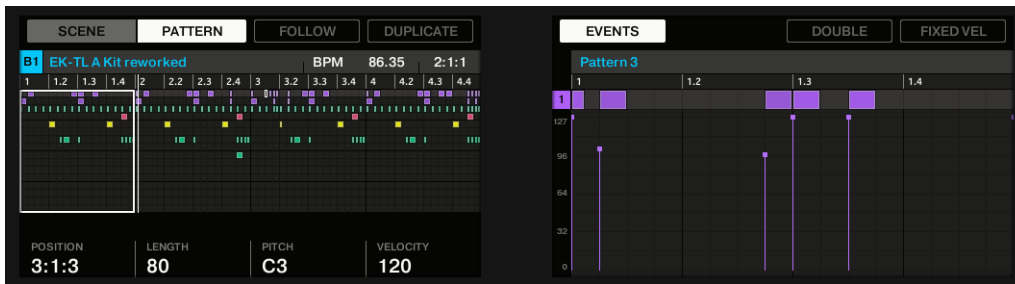 SCENE PATTERN FOLLOW DUPLICATE
B1 EK-TL A Kit reworked BPM 86.35 2:1:1
1 1.2 1.3 1.4 2 2.2 2.3 2.4 3 3.2 3.3 3.4 4 4.2 4.3 4.4
POSITION LENGTH PITCH VELOCITY
3:1:3 80 C3 120
EVENTS DOUBLE FIXED VEL
Pattern 3
1 1.2 1.3 1.4
1
127
96
64
32
0